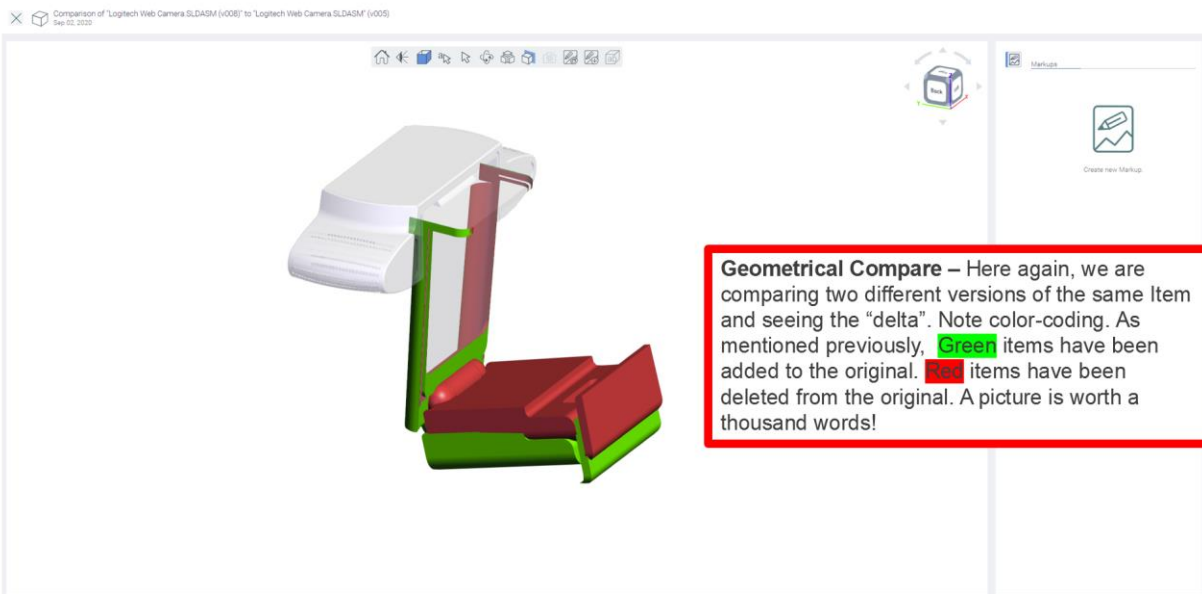 Comparison of "Logitech Web Camera.SLDASM (v008)" to "Logitech Web Camera.SLDASM" (v005)
Sep 02, 2020
Markups
Back
Create new Markup.
Geometrical Compare – Here again, we are
comparing two different versions of the same Item
and seeing the “delta”. Note color-coding. As
mentioned previously, Green items have been
added to the original. Red items have been
deleted from the original. A picture is worth a
thousand words!